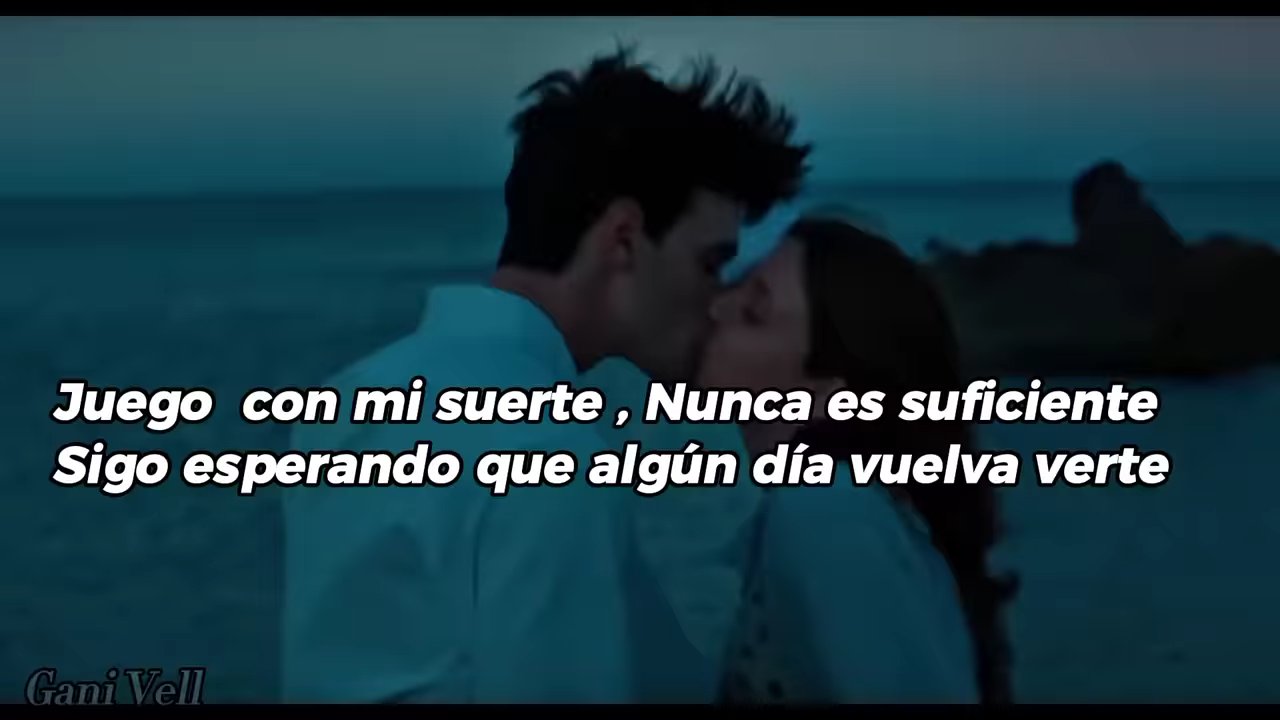 Juego  con mi suerte , Nunca es suficiente
Sigo esperando que algún día vuelva verte
Gani Vell